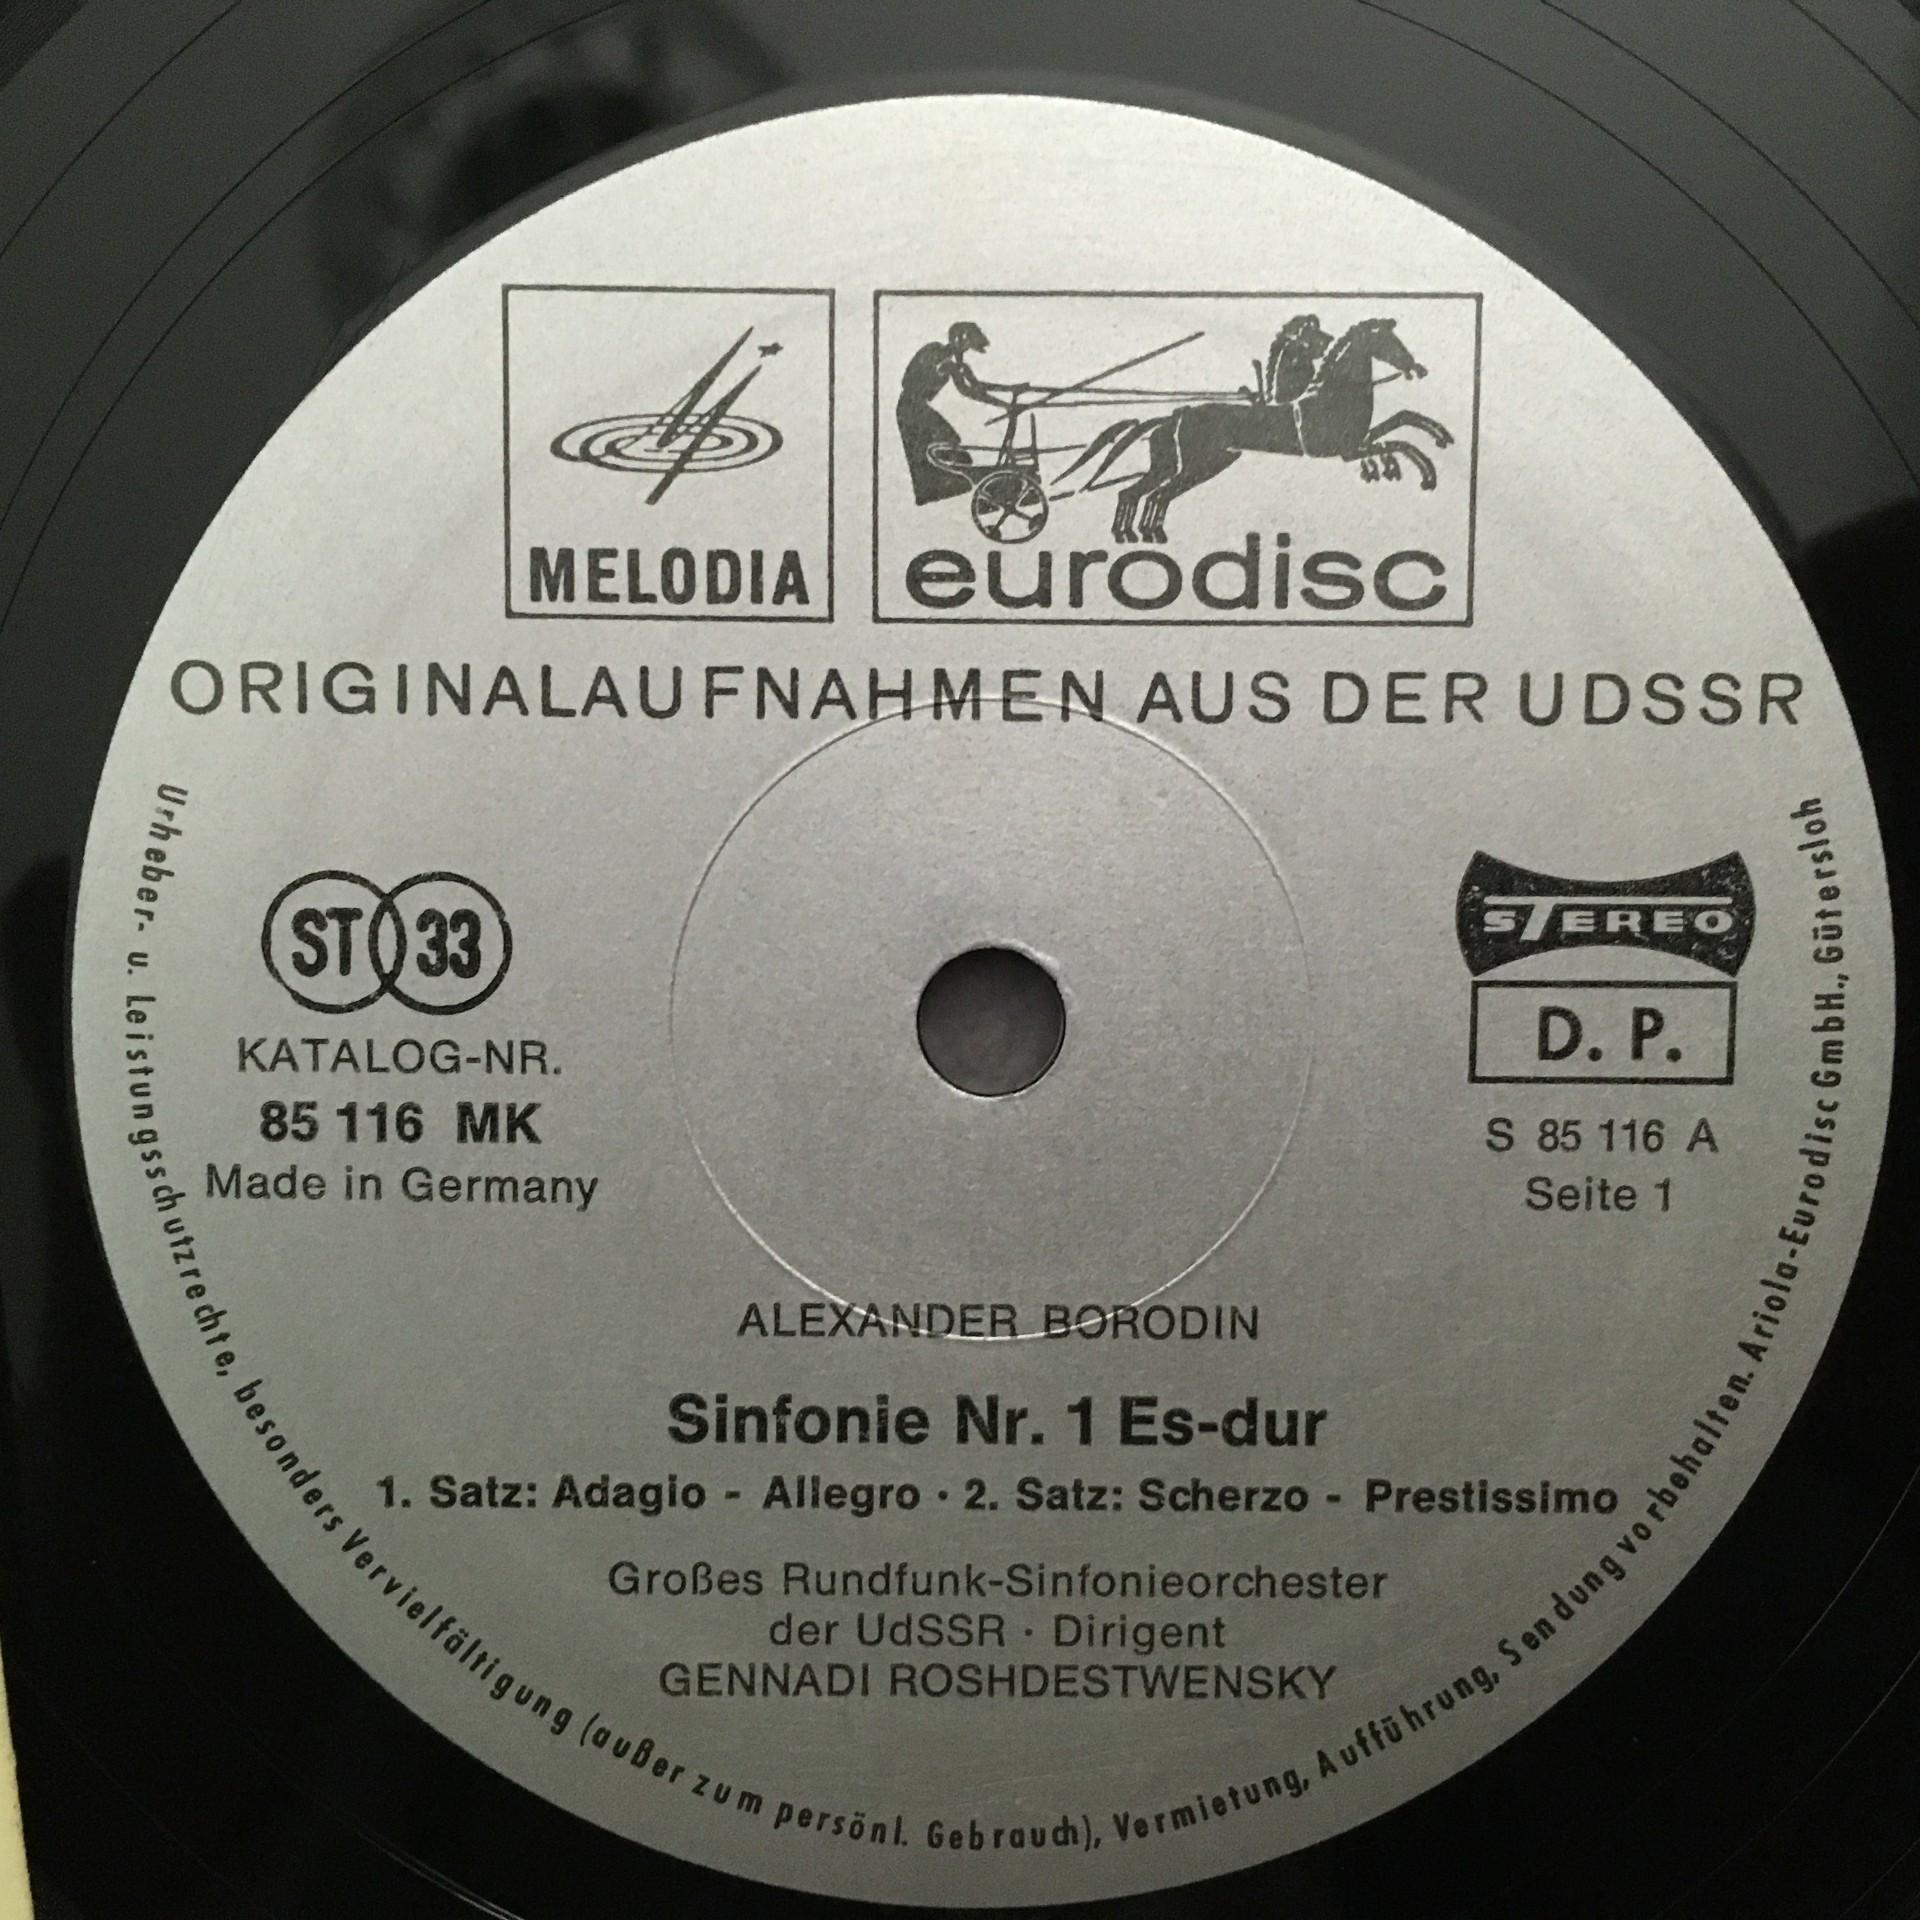 MELODIA
eurodisc
ORIGINALAUFNAHMEN AUS DER UDSSR
ST 33
KATALOG-NR.
85 116 MK
Made in Germany
STEREO
D. P.
S 85 116 A
Seite 1
ALEXANDER BORODIN
Sinfonie Nr. 1 Es-dur
1. Satz: Adagio - Allegro · 2. Satz: Scherzo - Prestissimo
Großes Rundfunk-Sinfonieorchester
der UdSSR · Dirigent
GENNADI ROSHDESTWENSKY
Urheber- u. Leistungsschutzrechte, besonders Vervielfältigung (außer zum persönl. Gebrauch), Vermietung, Aufführung, Sendung vorbehalten. Ariola-Eurodisc GmbH., Gütersloh